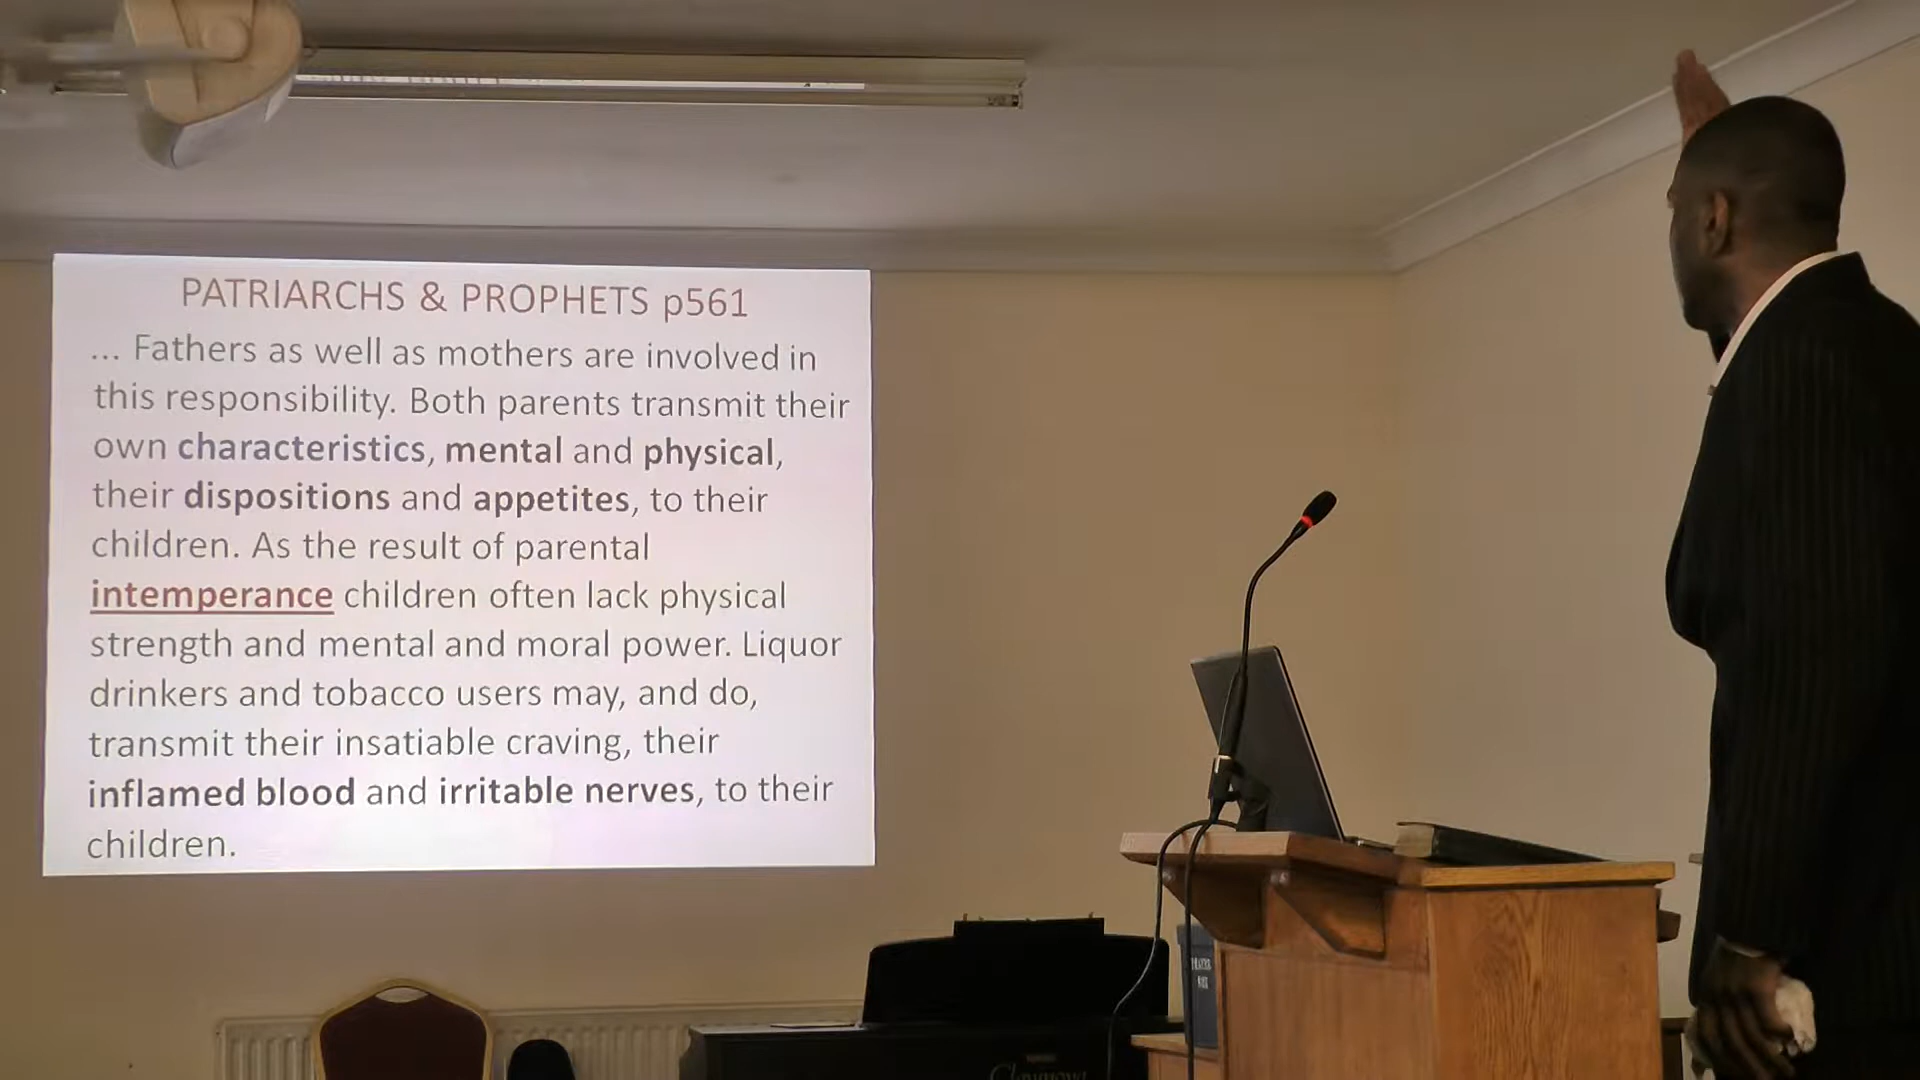 PATRIARCHS & PROPHETS p561
... Fathers as well as mothers are involved in
this responsibility. Both parents transmit their
own characteristics, mental and physical,
their dispositions and appetites, to their
children. As the result of parental
intemperance children often lack physical
strength and mental and moral power. Liquor
drinkers and tobacco users may, and do,
transmit their insatiable craving, their
inflamed blood and irritable nerves, to their
children.
PRAYER
BOX
Clavinova